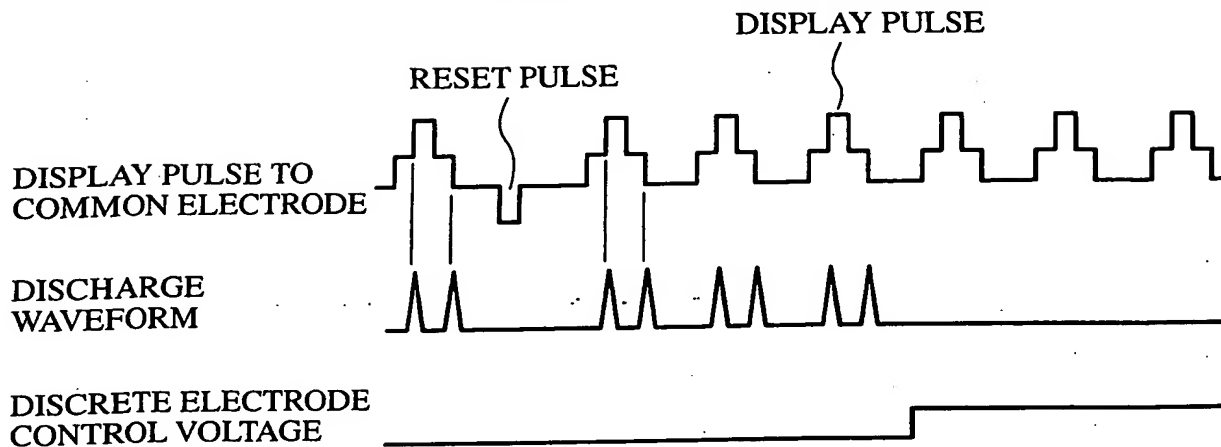 DISPLAY PULSE
RESET PULSE
DISPLAY PULSE TO
COMMON ELECTRODE
DISCHARGE
WAVEFORM
DISCRETE ELECTRODE
CONTROL VOLTAGE